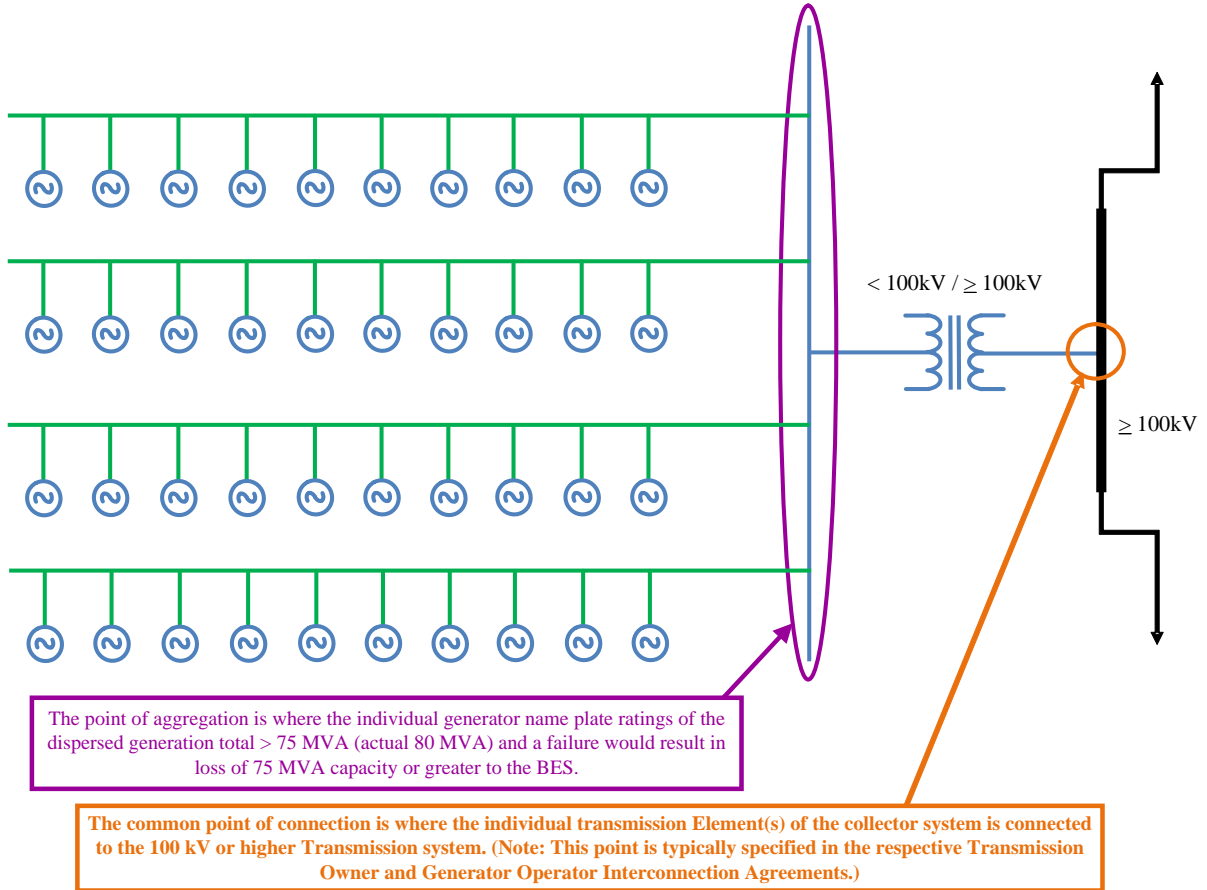 < 100kV / ≥ 100kV
≥ 100kV
The point of aggregation is where the individual generator name plate ratings of the
dispersed generation total > 75 MVA (actual 80 MVA) and a failure would result in
loss of 75 MVA capacity or greater to the BES.
The common point of connection is where the individual transmission Element(s) of the collector system is connected
to the 100 kV or higher Transmission system. (Note: This point is typically specified in the respective Transmission
Owner and Generator Operator Interconnection Agreements.)